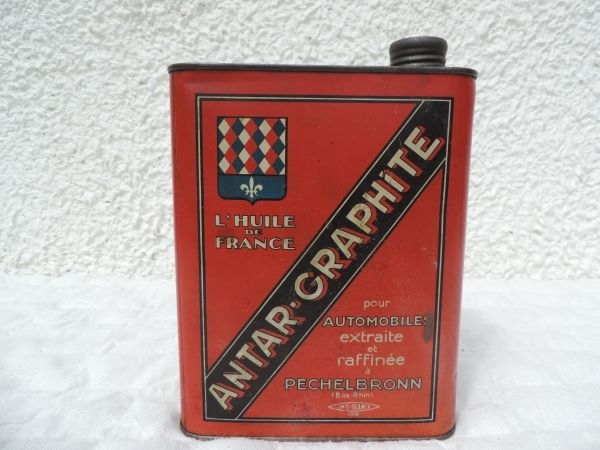 L'HUILE
DE
FRANCE
ANTAR-GRAPHITE
pour
AUTOMOBILES
extraite
et
raffinée
à
PECHELBRONN
(Bas-Rhin)